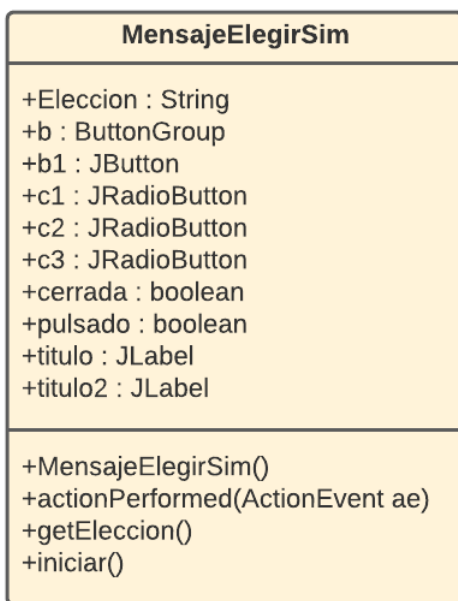 MensajeElegirSim
+Eleccion : String
+b : ButtonGroup
+b1 : JButton
+c1 : JRadioButton
+c2 : JRadioButton
+c3 : JRadioButton
+cerrada : boolean
+pulsado : boolean
+titulo : JLabel
+titulo2 : JLabel
+MensajeElegirSim()
+actionPerformed(ActionEvent ae)
+getEleccion()
+iniciar()